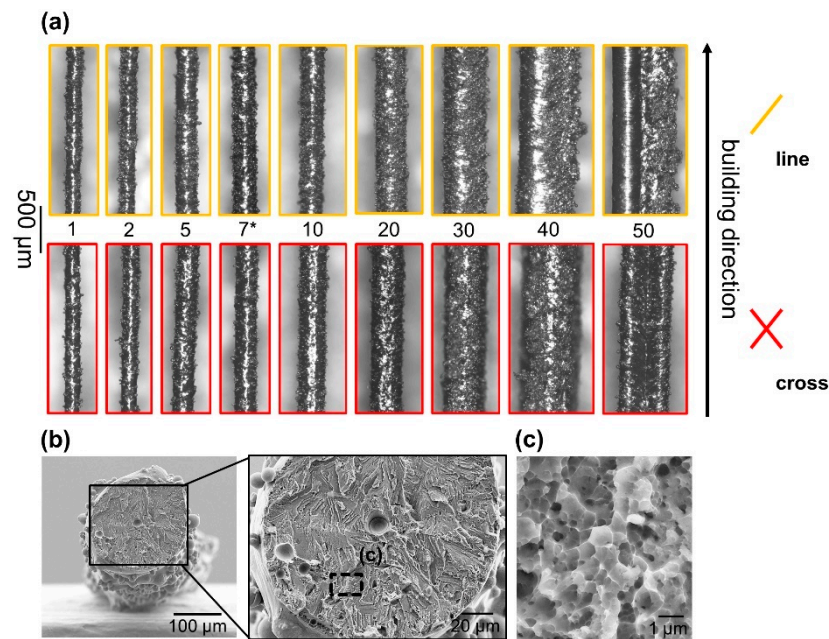 (a)
500 µm
1 2 5 7* 10 20 30 40 50
building direction
line
cross
(b)
(c)
(c)
100 µm
20 µm
1 µm